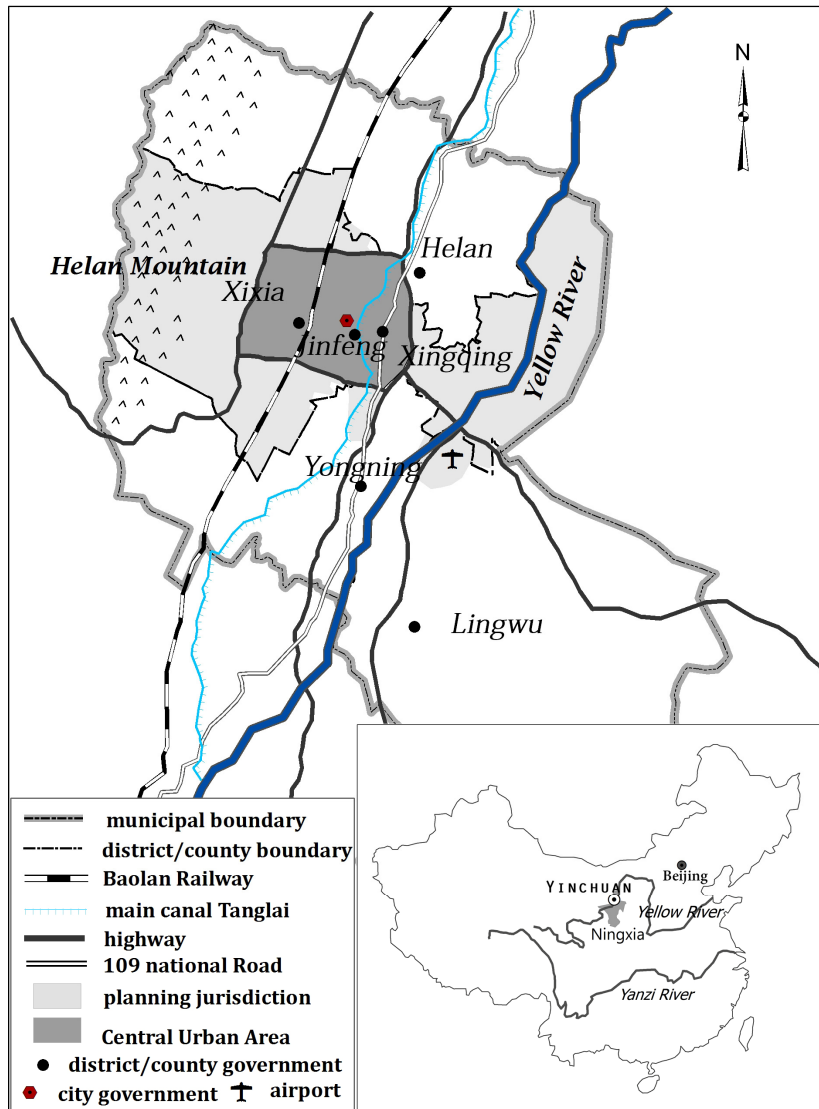 N
Helan
Helan Mountain
Xixia
Jinfeng
Xingqing
Yellow River
Yongning
Lingwu
municipal boundary
district/county boundary
Baolan Railway
main canal Tanglai
highway
109 national Road
planning jurisdiction
Central Urban Area
district/county government
city government
airport
Beijing
YINCHUAN
Yellow River
Ningxia
Yanzi River